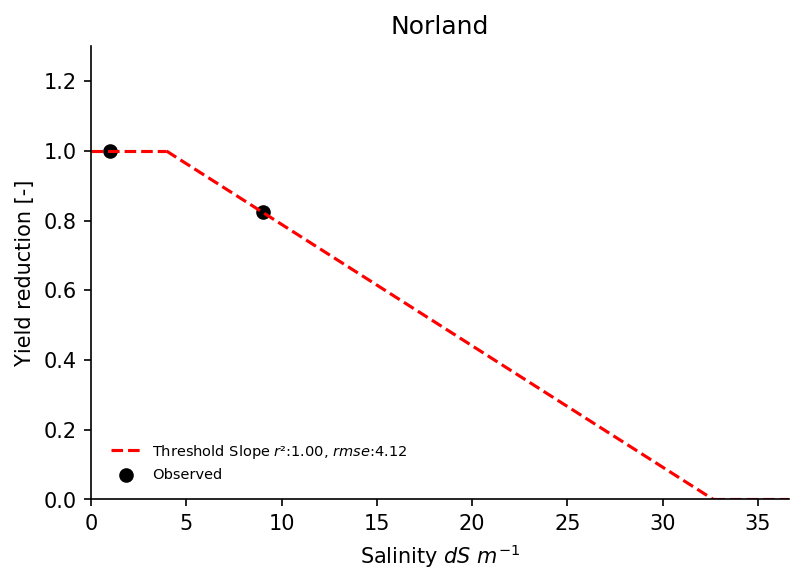 Norland
Yield reduction [-]
1.2
1.0
0.8
0.6
0.4
0.2
0.0
Threshold Slope r²:1.00, rmse:4.12
Observed
0 5 10 15 20 25 30 35
Salinity dS m⁻¹